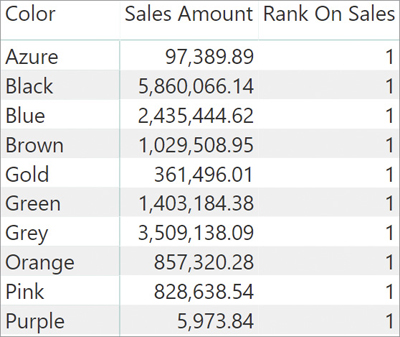 Color Sales Amount Rank On Sales
Azure 97,389.89 1
Black 5,860,066.14 1
Blue 2,435,444.62 1
Brown 1,029,508.95 1
Gold 361,496.01 1
Green 1,403,184.38 1
Grey 3,509,138.09 1
Orange 857,320.28 1
Pink 828,638.54 1
Purple 5,973.84 1